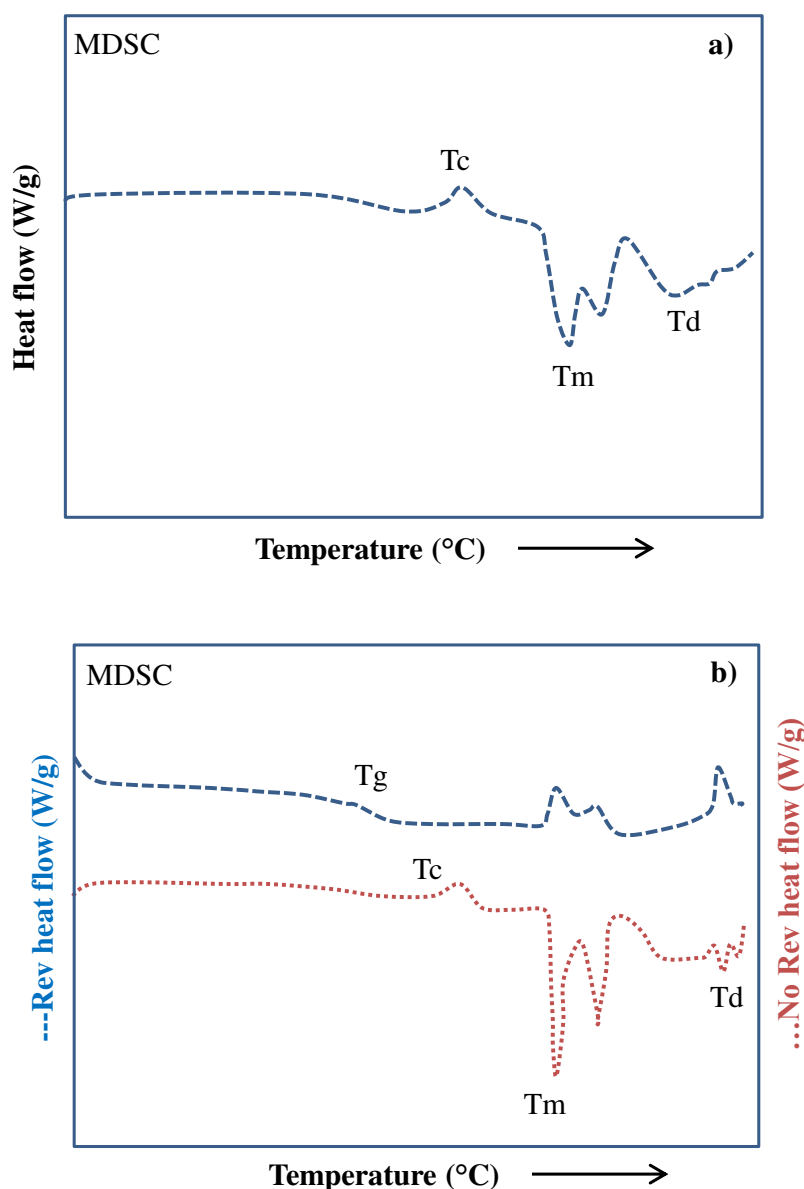 MDSC
a)
Tc
Heat flow (W/g)
Td
Tm
Temperature (°C)
MDSC
b)
Tg
Tc
---Rev heat flow (W/g)
...No Rev heat flow (W/g)
Td
Tm
Temperature (°C)